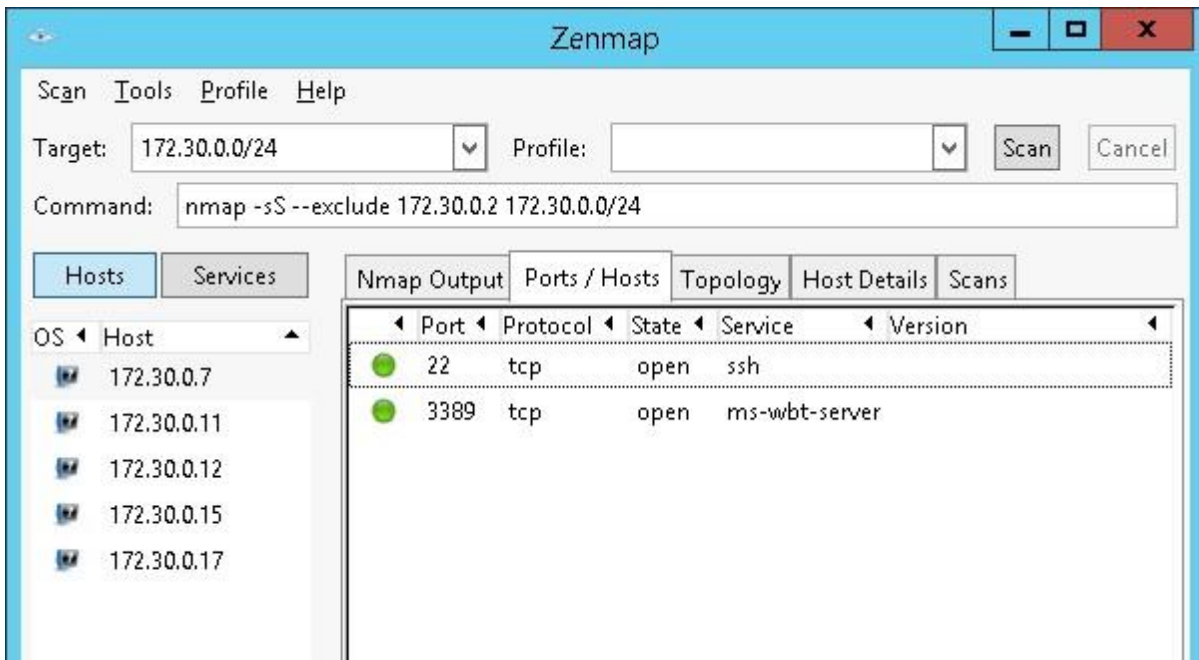 Zenmap
Scan Tools Profile Help
Target: 172.30.0.0/24 Profile: Scan Cancel
Command: nmap -sS --exclude 172.30.0.2 172.30.0.0/24
Hosts Services
Nmap Output Ports / Hosts Topology Host Details Scans
OS Host
172.30.0.7
172.30.0.11
172.30.0.12
172.30.0.15
172.30.0.17
Port Protocol State Service Version
22 tcp open ssh
3389 tcp open ms-wbt-server